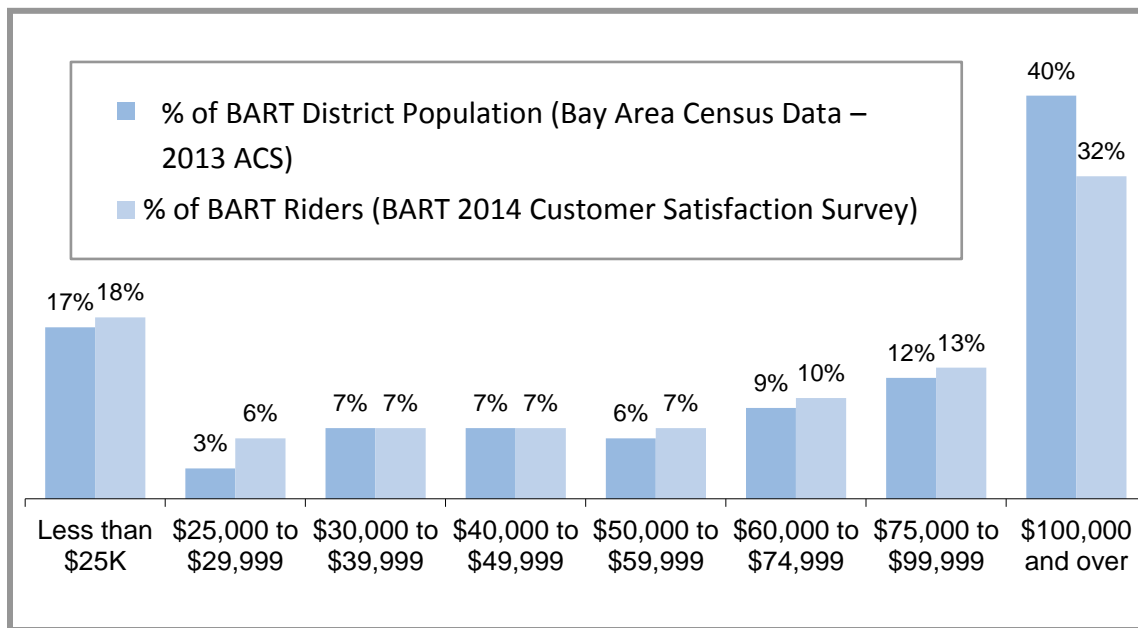 % of BART District Population (Bay Area Census Data –
2013 ACS)
% of BART Riders (BART 2014 Customer Satisfaction Survey)
17% 18%
3% 6%
7% 7%
7% 7%
6% 7%
9% 10%
12% 13%
40% 32%
Less than
$25K
$25,000 to
$29,999
$30,000 to
$39,999
$40,000 to
$49,999
$50,000 to
$59,999
$60,000 to
$74,999
$75,000 to
$99,999
$100,000
and over